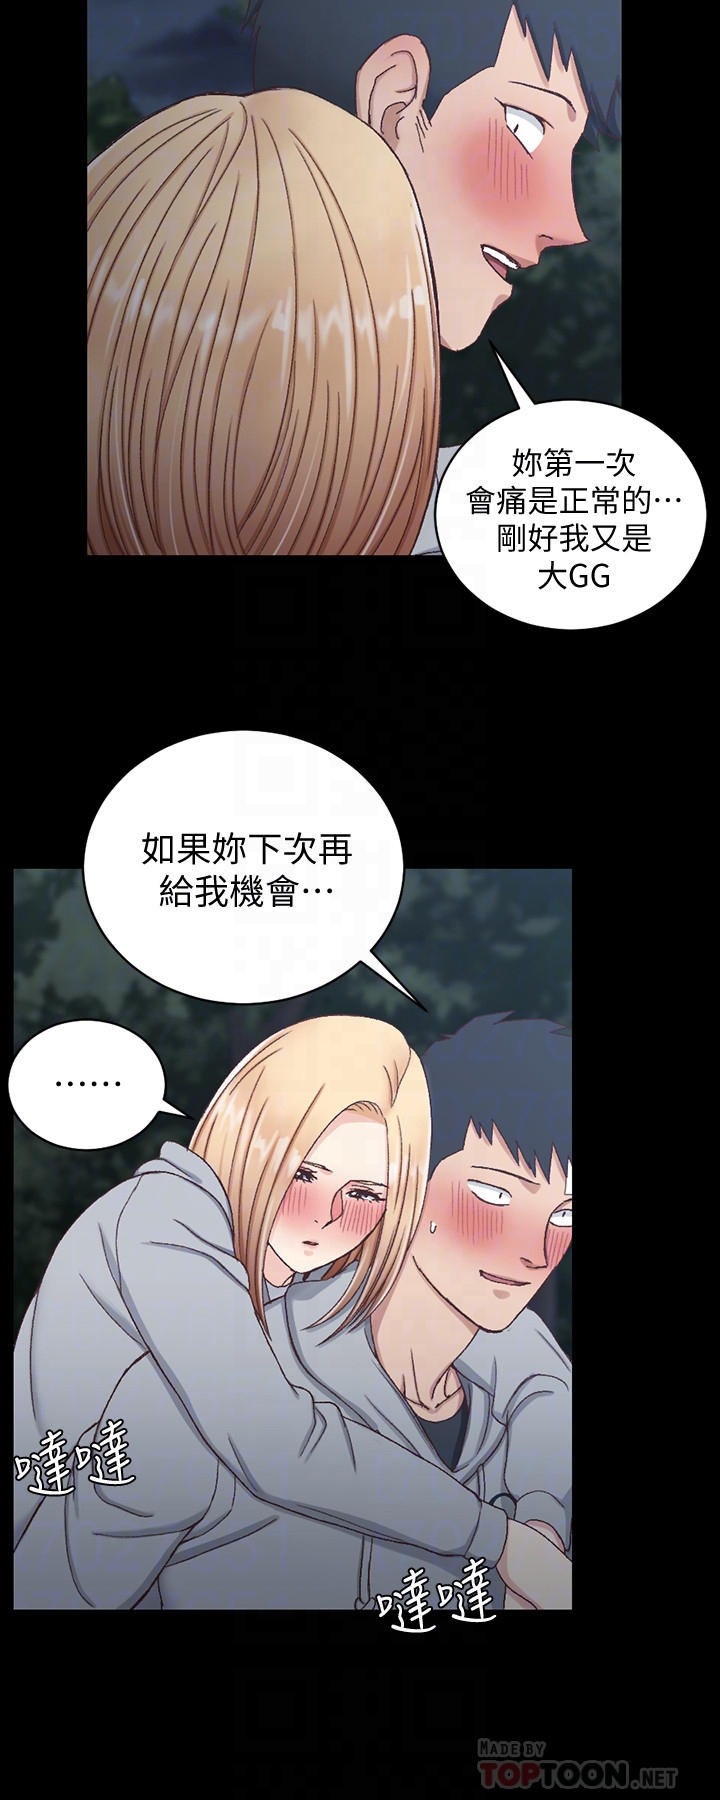 妳第一次
會痛是正常的⋯
剛好我又是
大GG
如果妳下次再
給我機會⋯
⋯⋯
噠噠
噠噠
MADE BY
TOPTOON.COM